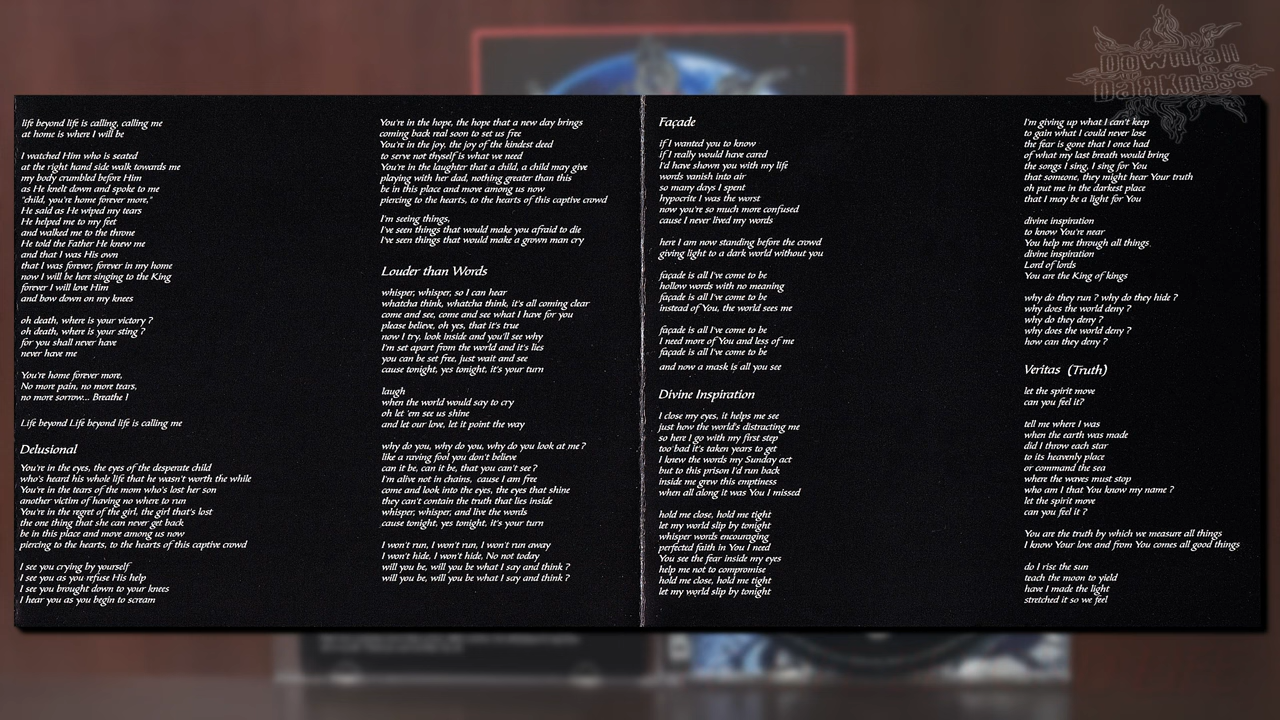 life beyond life is calling, calling me
at home is where I will be
I watched Him who is seated
at the right hand side walk towards me
my body crumbled before Him
as He knelt down and spoke to me
"child, you're home forever more,"
He said as He wiped my tears
He helped me to my feet
and walked me to the throne
He told the Father He knew me
and that I was His own
that I was forever, forever in my home
now I will be here singing to the King
forever I will love Him
and bow down on my knees
oh death, where is your victory ?
oh death, where is your sting ?
for you shall never have
never have me
You're home forever more,
No more pain, no more tears,
no more sorrow... Breathe !
Life beyond Life beyond life is calling me
Delusional
You're in the eyes, the eyes of the desperate child
who's heard his whole life that he wasn't worth the while
You're in the tears of the mom who's lost her son
another victim of having no where to run
You're in the regret of the girl, the girl that's lost
the one thing that she can never get back
be in this place and move among us now
piercing to the hearts, to the hearts of this captive crowd
I see you crying by yourself
I see you as you refuse His help
I see you brought down to your knees
I hear you as you begin to scream
You're in the hope, the hope that a new day brings
coming back real soon to set us free
You're in the joy, the joy of the kindest deed
to serve not thyself is what we need
You're in the laughter that a child, a child may give
playing with her dad, nothing greater than this
be in this place and move among us now
piercing to the hearts, to the hearts of this captive crowd
I'm seeing things,
I've seen things that would make you afraid to die
I've seen things that would make a grown man cry
Louder than Words
whisper, whisper, so I can hear
whatcha think, whatcha think, it's all coming clear
come and see, come and see what I have for you
please believe, oh yes, that it's true
now I try, look inside and you'll see why
I'm set apart from the world and it's lies
you can be set free, just wait and see
cause tonight, yes tonight, it's your turn
laugh
when the world would say to cry
oh let 'em see us shine
and let our love, let it point the way
why do you, why do you, why do you look at me ?
like a raving fool you don't believe
can it be, can it be, that you can't see ?
I'm alive not in chains, cause I am free
come and look into the eyes, the eyes that shine
they can't contain the truth that lies inside
whisper, whisper, and live the words
cause tonight, yes tonight, it's your turn
I won't run, I won't run, I won't run away
I won't hide, I won't hide, No not today
will you be, will you be what I say and think ?
will you be, will you be what I say and think ?
Façade
if I wanted you to know
if I really would have cared
I'd have shown you with my life
words vanish into air
so many days I spent
hypocrite I was the worst
now you're so much more confused
cause I never lived my words
here I am now standing before the crowd
giving light to a dark world without you
façade is all I've come to be
hollow words with no meaning
façade is all I've come to be
instead of You, the world sees me
façade is all I've come to be
I need more of You and less of me
façade is all I've come to be
and now a mask is all you see
Divine Inspiration
I close my eyes, it helps me see
just how the world's distracting me
so here I go with my first step
too bad it's taken years to get
I knew the words my Sunday act
but to this prison I'd run back
inside me grew this emptiness
when all along it was You I missed
hold me close, hold me tight
let my world slip by tonight
whisper words encouraging
perfected faith in You I need
You see the fear inside my eyes
help me not to compromise
hold me close, hold me tight
let my world slip by tonight
I'm giving up what I can't keep
to gain what I could never lose
the fear is gone that I once had
of what my last breath would bring
the songs I sing, I sing for You
that someone, they might hear Your truth
oh put me in the darkest place
that I may be a light for You
divine inspiration
to know You're near
You help me through all things
divine inspiration
Lord of lords
You are the King of kings
why do they run ? why do they hide ?
why does the world deny ?
why do they deny ?
why does the world deny ?
how can they deny ?
Veritas (Truth)
let the spirit move
can you feel it?
tell me where I was
when the earth was made
did I throw each star
to its heavenly place
or command the sea
where the waves must stop
who am I that You know my name ?
let the spirit move
can you feel it ?
You are the truth by which we measure all things
I know Your love and from You comes all good things
do I rise the sun
teach the moon to yield
have I made the light
stretched it so we feel